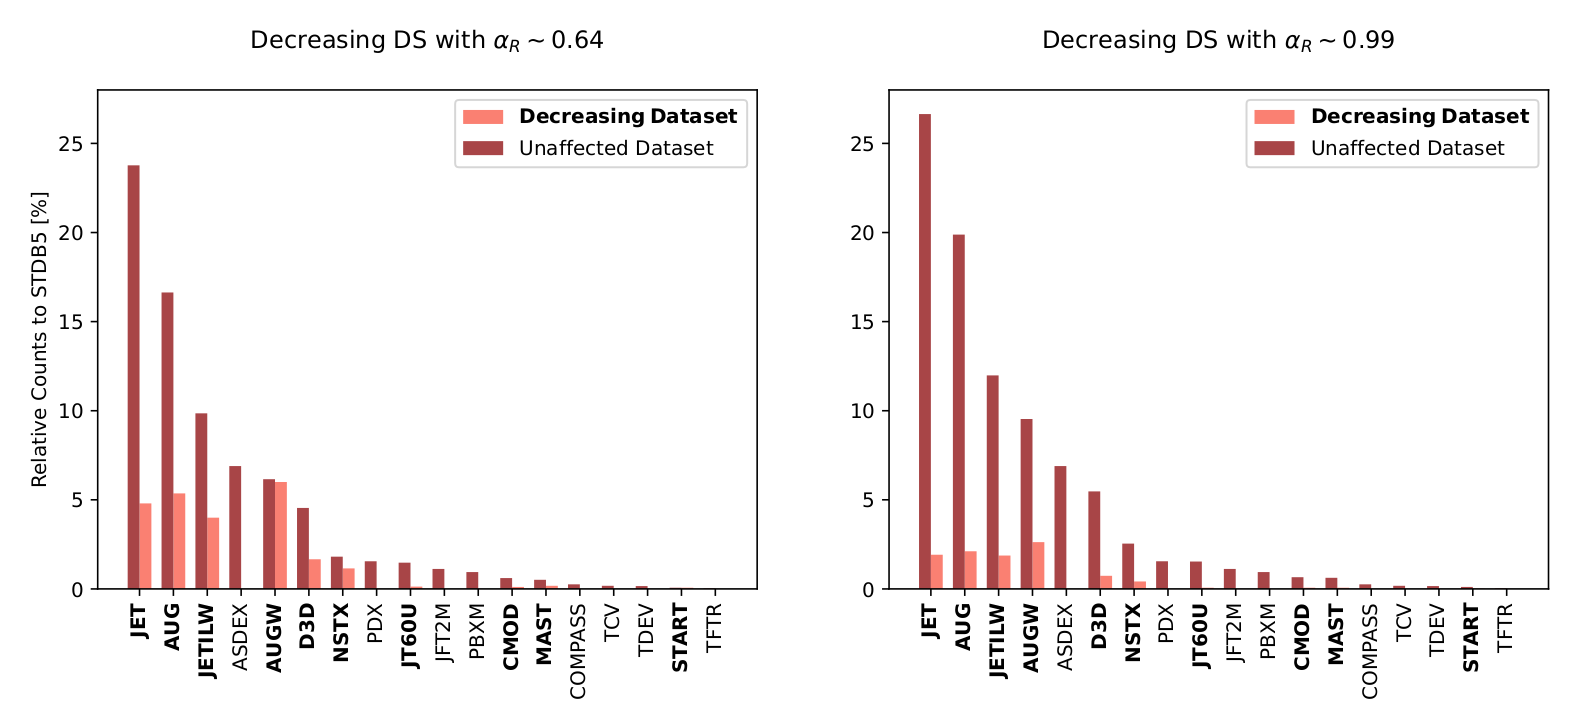 Decreasing DS with α_R ~ 0.64
Decreasing Dataset
Unaffected Dataset
Relative Counts to STDB5 [%]
25
20
15
10
5
0
JET
AUG
JETILW
ASDEX
AUGW
D3D
NSTX
PDX
JT60U
JFT2M
PBXM
CMOD
MAST
COMPASS
TCV
TDEV
START
TFTR
Decreasing DS with α_R ~ 0.99
Decreasing Dataset
Unaffected Dataset
25
20
15
10
5
0
JET
AUG
JETILW
AUGW
ASDEX
D3D
NSTX
PDX
JT60U
JFT2M
PBXM
CMOD
MAST
COMPASS
TCV
TDEV
START
TFTR